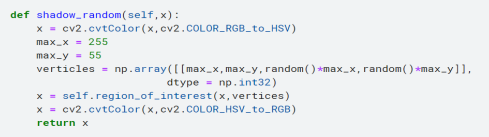 def shadow_random(self,x):
x = cv2.cvtColor(x,cv2.COLOR_RGB_to_HSV)
max_x = 255
max_y = 55
verticles = np.array([[max_x,max_y,random()*max_x,random()*max_y]],
dtype = np.int32)
x = self.region_of_interest(x,vertices)
x = cv2.cvtColor(x,cv2.COLOR_HSV_to_RGB)
return x